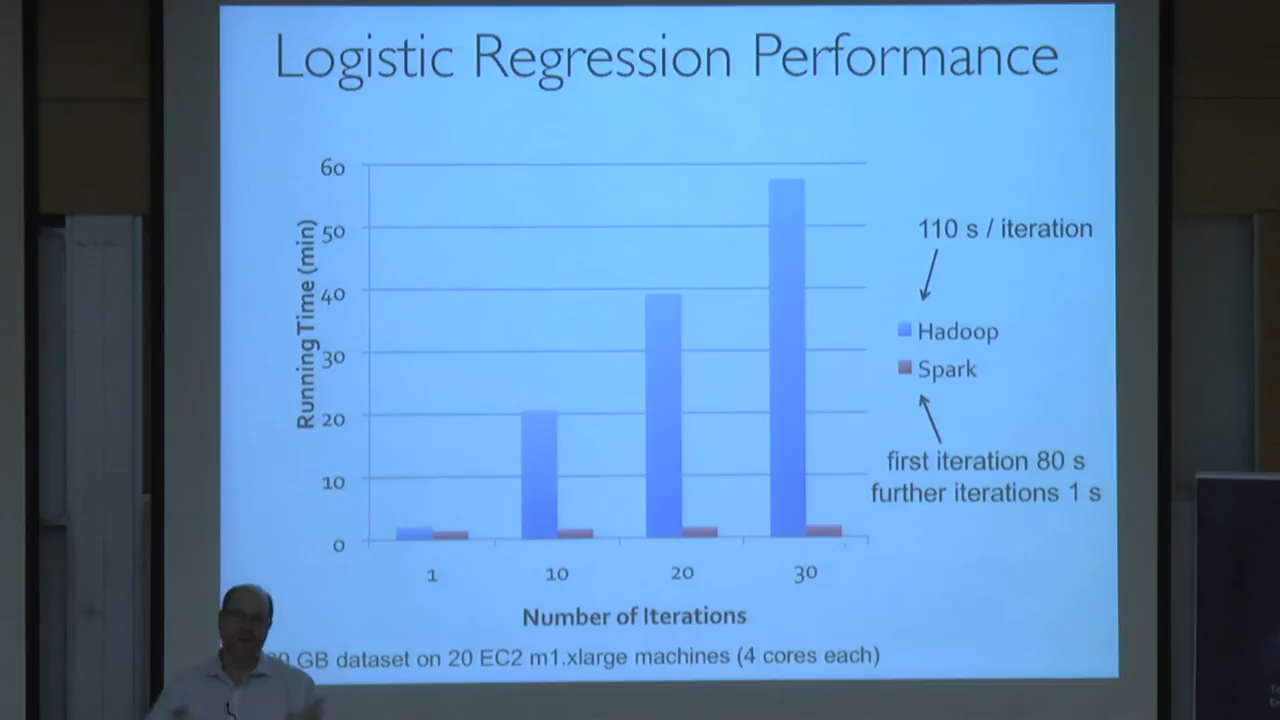 Logistic Regression Performance
60
50
40
30
20
10
0
Running Time (min)
1
10
20
30
Number of Iterations
110 s / iteration
Hadoop
Spark
first iteration 80 s
further iterations 1 s
GB dataset on 20 EC2 m1.xlarge machines (4 cores each)